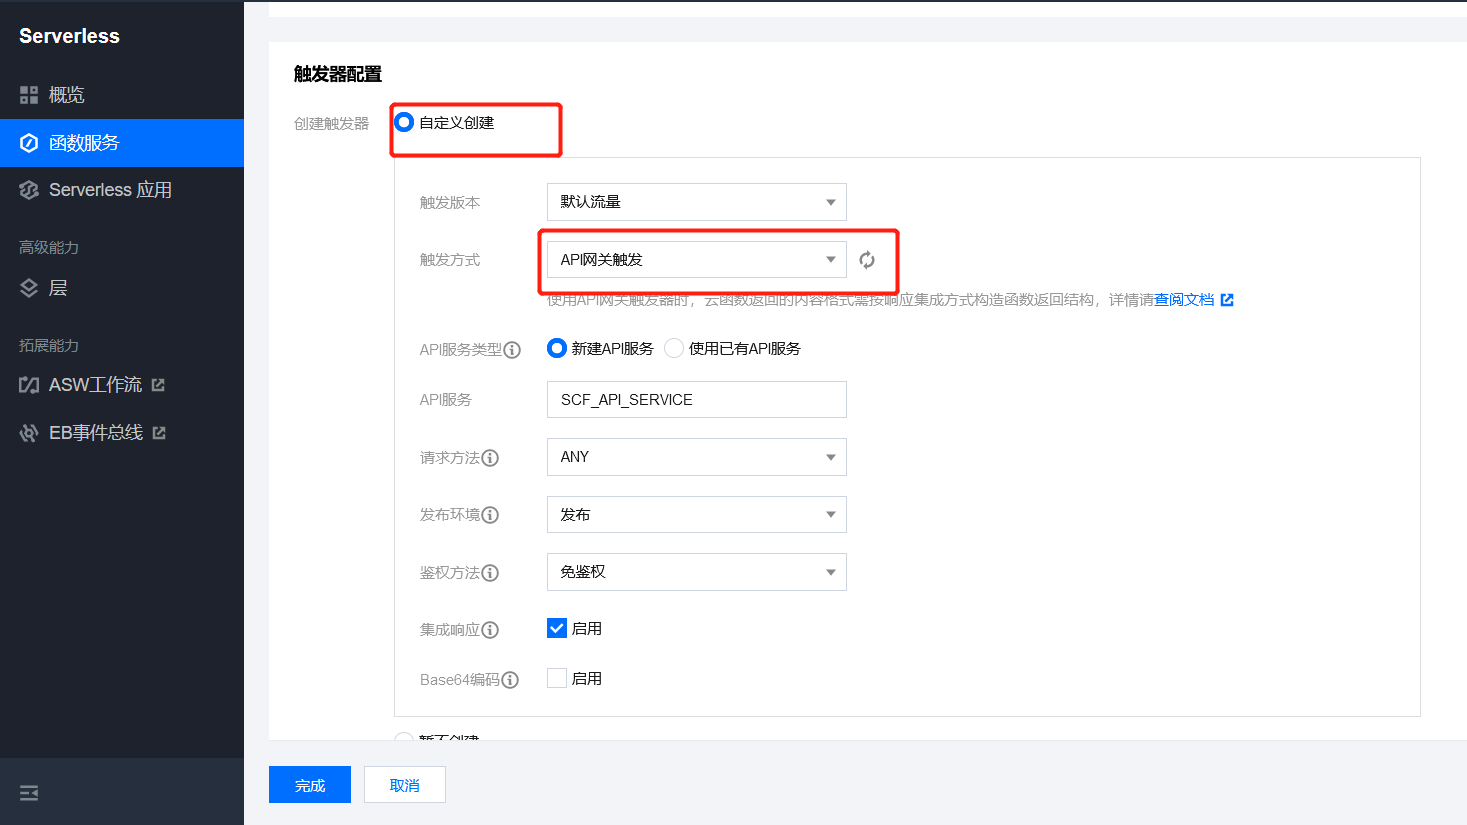 Serverless
概览
函数服务
Serverless 应用
高级能力
层
拓展能力
ASW工作流
EB事件总线
触发器配置
创建触发器 自定义创建
触发版本 默认流量
触发方式 API网关触发
使用API网关触发器时，云函数返回的内容格式需按响应集成方式构造函数返回结构，详情请查阅文档
API服务类型 新建API服务 使用已有API服务
API服务 SCF_API_SERVICE
请求方法 ANY
发布环境 发布
鉴权方法 免鉴权
集成响应 启用
Base64编码 启用
暂不创建
完成 取消